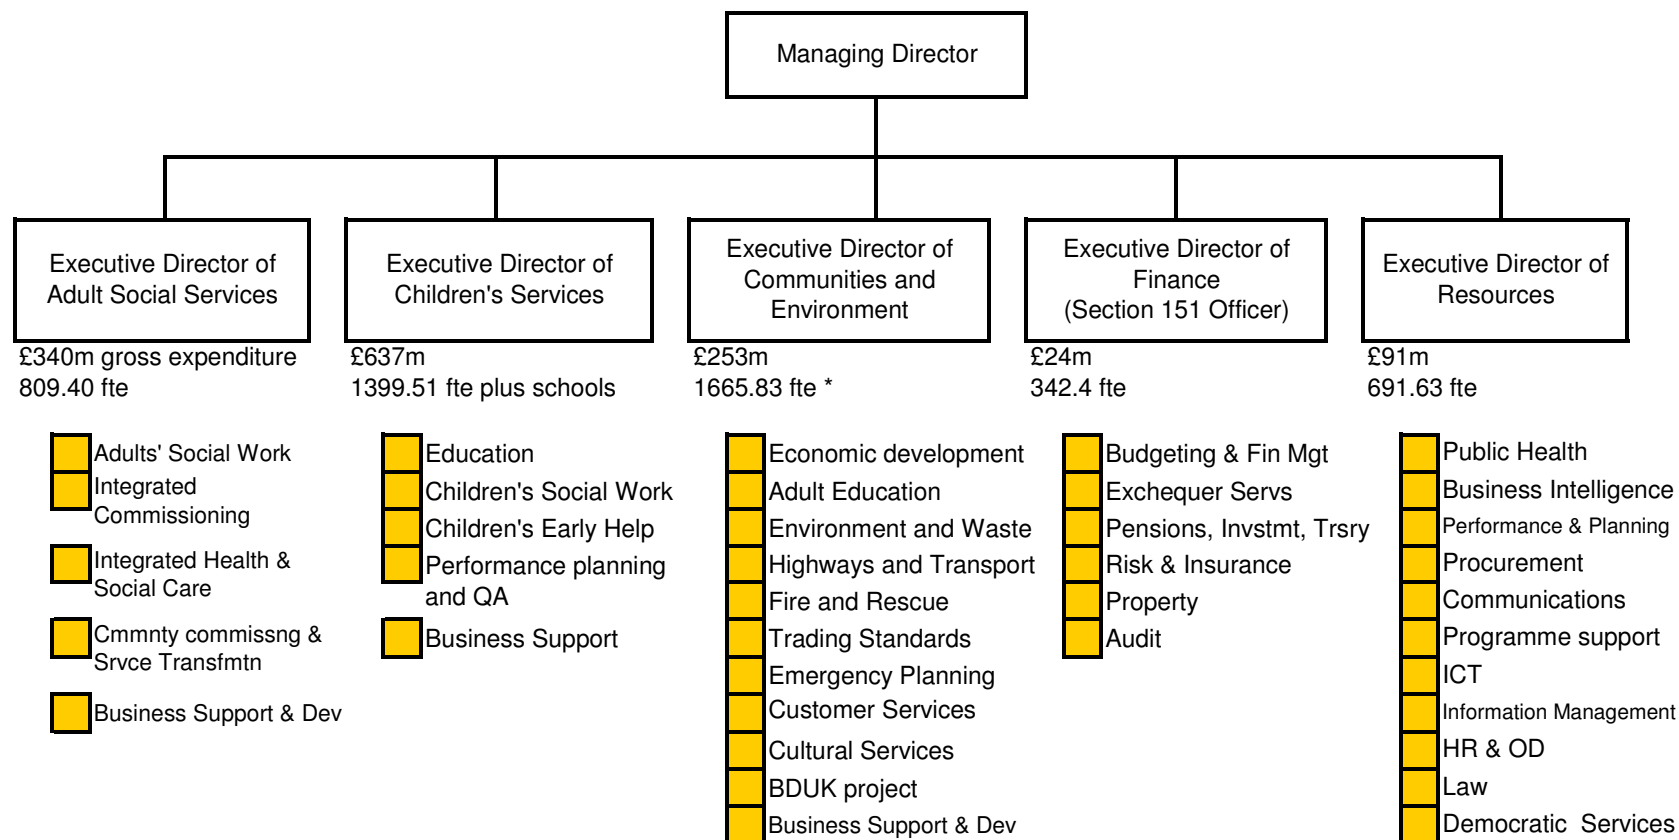 Managing Director
Executive Director of
Adult Social Services
£340m gross expenditure
809.40 fte
Adults' Social Work
Integrated
Commissioning
Integrated Health &
Social Care
Cmmnty commissng &
Srvce Transfmtn
Business Support & Dev
Executive Director of
Children's Services
£637m
1399.51 fte plus schools
Education
Children's Social Work
Children's Early Help
Performance planning
and QA
Business Support
Executive Director of
Communities and
Environment
£253m
1665.83 fte *
Economic development
Adult Education
Environment and Waste
Highways and Transport
Fire and Rescue
Trading Standards
Emergency Planning
Customer Services
Cultural Services
BDUK project
Business Support & Dev
Executive Director of
Finance
(Section 151 Officer)
£24m
342.4 fte
Budgeting & Fin Mgt
Exchequer Servs
Pensions, Invstmt, Trsry
Risk & Insurance
Property
Audit
Executive Director of
Resources
£91m
691.63 fte
Public Health
Business Intelligence
Performance & Planning
Procurement
Communications
Programme support
ICT
Information Management
HR & OD
Law
Democratic Services